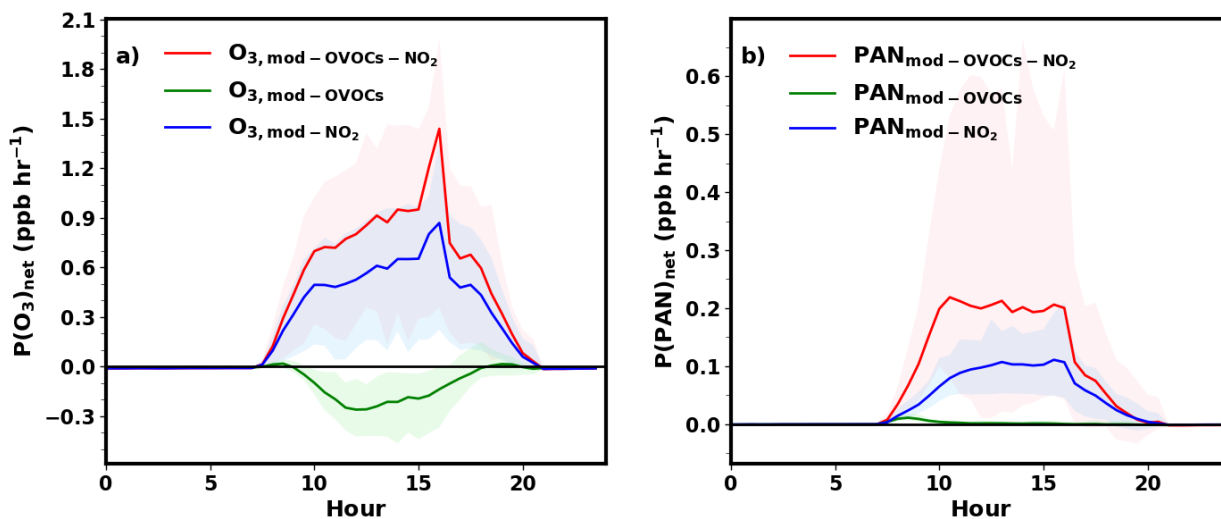 a)
O₃,mod−OVOCs−NO₂
O₃,mod−OVOCs
O₃,mod−NO₂
P(O₃)net (ppb hr⁻¹)
2.1
1.8
1.5
1.2
0.9
0.6
0.3
0.0
−0.3
0 5 10 15 20
Hour
b)
PANmod−OVOCs−NO₂
PANmod−OVOCs
PANmod−NO₂
P(PAN)net (ppb hr⁻¹)
0.6
0.5
0.4
0.3
0.2
0.1
0.0
0 5 10 15 20
Hour